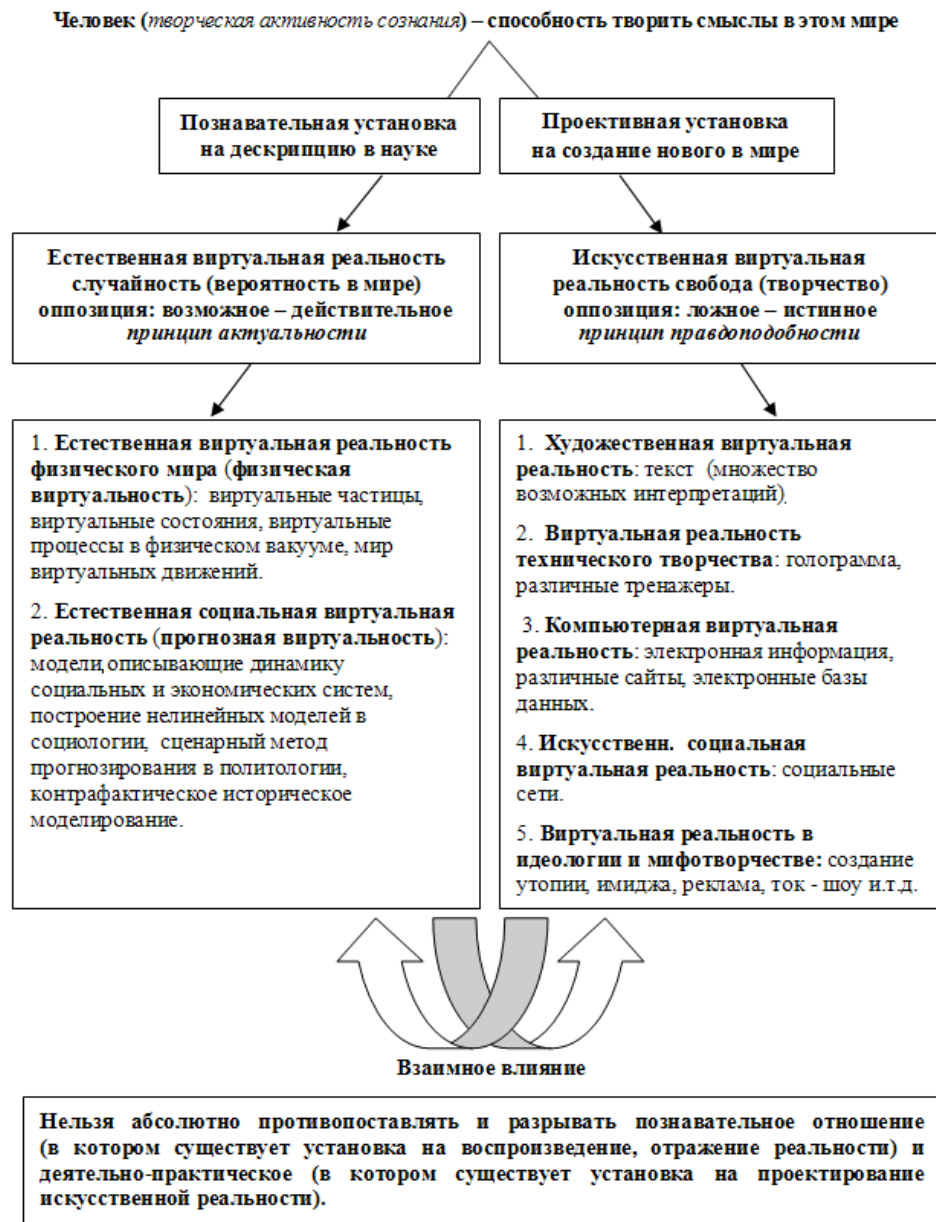 Человек (творческая активность сознания) – способность творить смыслы в этом мире
Познавательная установка
на дескрипцию в науке
Проективная установка
на создание нового в мире
Естественная виртуальная реальность
случайность (вероятность в мире)
оппозиция: возможное – действительное
принцип актуальности
Искусственная виртуальная
реальность свобода (творчество)
оппозиция: ложное – истинное
принцип правдоподобности
1. Естественная виртуальная реальность
физического мира (физическая
виртуальность): виртуальные частицы,
виртуальные состояния, виртуальные
процессы в физическом вакууме, мир
виртуальных движений.
2. Естественная социальная виртуальная
реальность (прогнозная виртуальность):
модели, описывающие динамику
социальных и экономических систем,
построение нелинейных моделей в
социологии, сценарный метод
прогнозирования в политологии,
контрафактическое историческое
моделирование.
1. Художественная виртуальная
реальность: текст (множество
возможных интерпретаций).
2. Виртуальная реальность
технического творчества: голограмма,
различные тренажеры.
3. Компьютерная виртуальная
реальность: электронная информация,
различные сайты, электронные базы
данных.
4. Искусственн. социальная
виртуальная реальность: социальные
сети.
5. Виртуальная реальность в
идеологии и мифотворчестве: создание
утопии, имиджа, реклама, ток - шоу и.т.д.
Взаимное влияние
Нельзя абсолютно противопоставлять и разрывать познавательное отношение
(в котором существует установка на воспроизведение, отражение реальности) и
деятельно-практическое (в котором существует установка на проектирование
искусственной реальности).